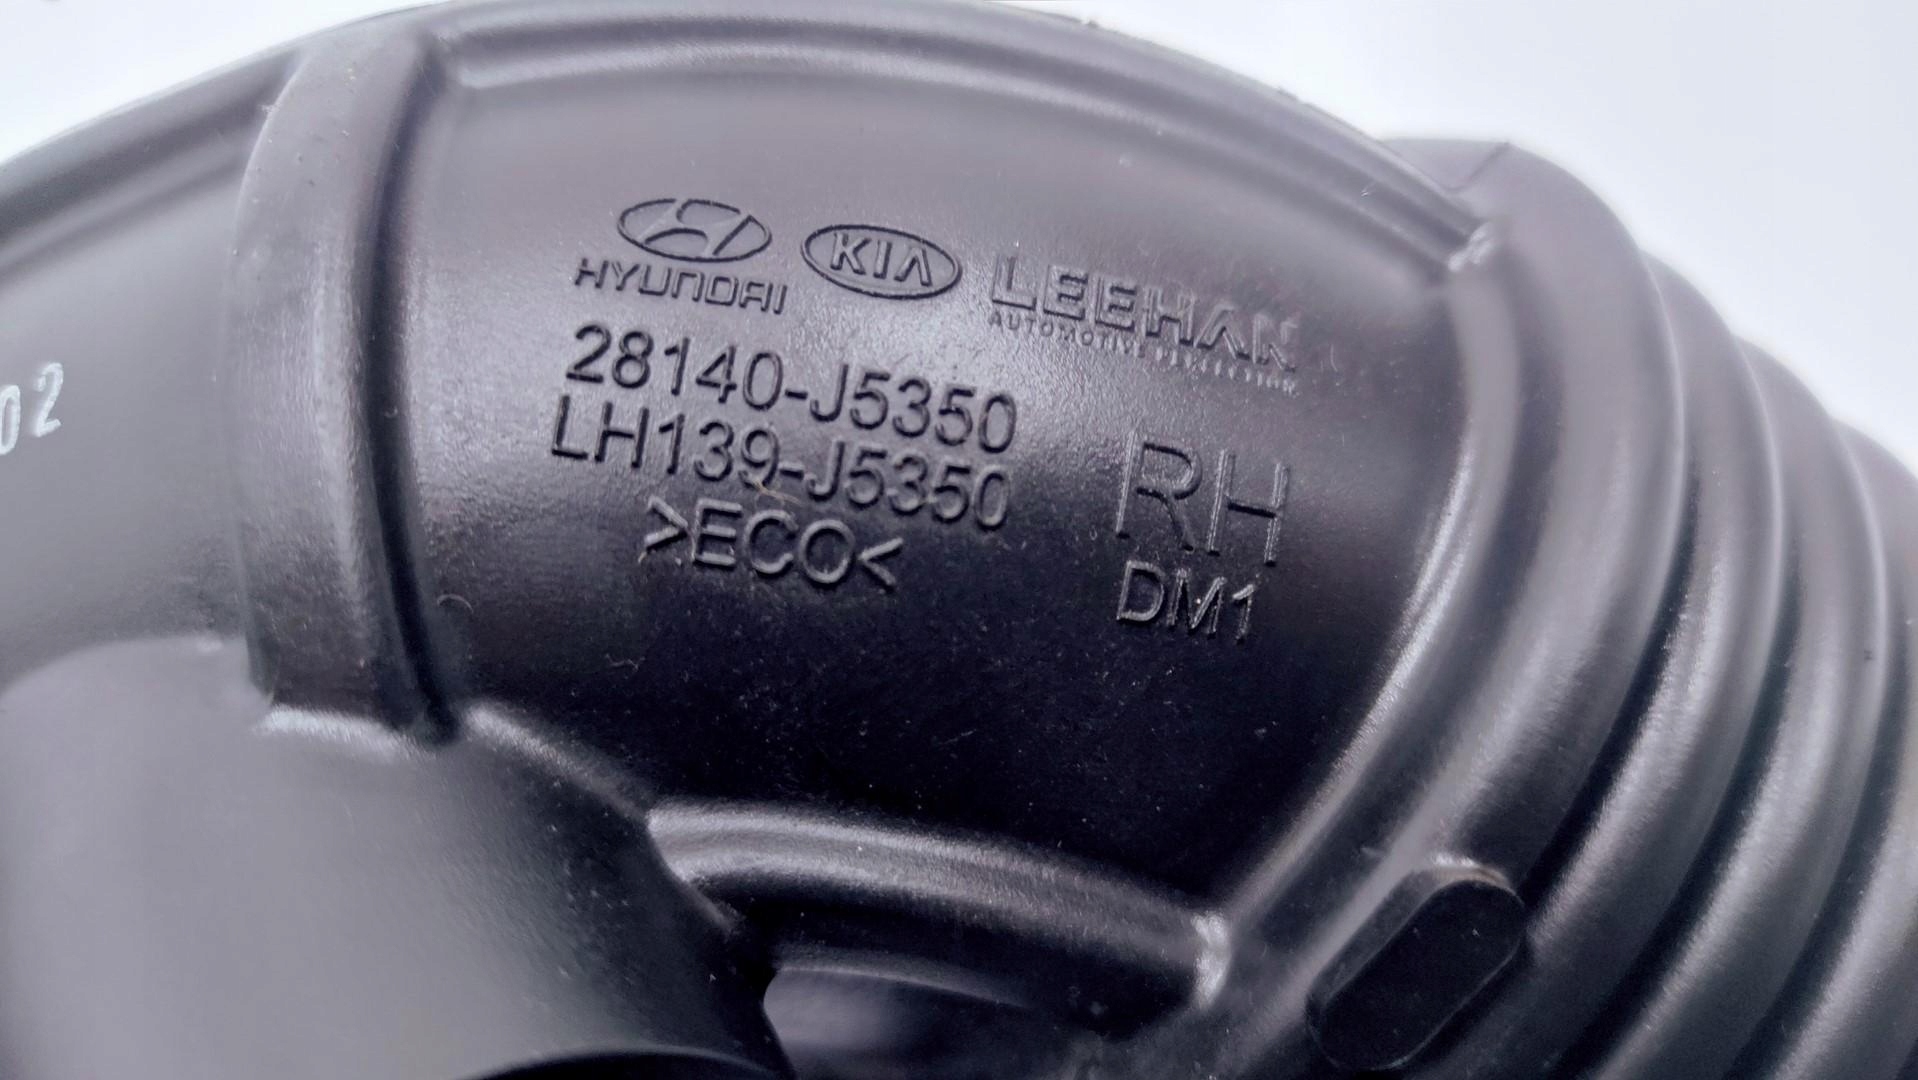 HYUNDAI KIA LEEHAN
AUTOMOTIVE
28140-J5350
LH139-J5350
>ECO<
RH
DM1
02